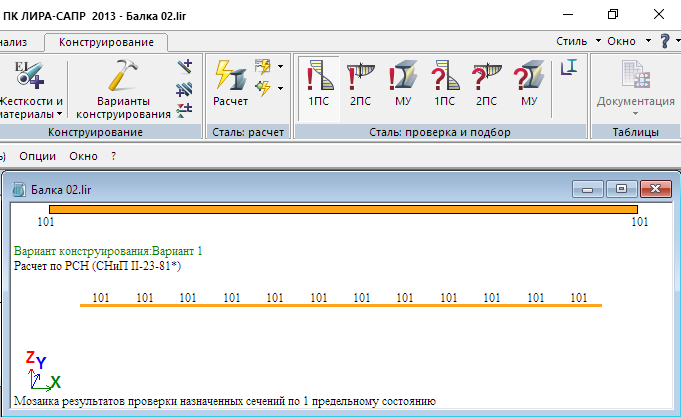 ПК ЛИРА-САПР 2013 - Балка 02.lir
нализ Конструирование Стиль Окно ?
Жесткости и материалы Варианты конструирования Расчет 1ПС 2ПС МУ 1ПС 2ПС МУ Документация
Конструирование Сталь: расчет Сталь: проверка и подбор Таблицы
ь) Опции Окно ?
Балка 02.lir
101 101
Вариант конструирования:Вариант 1
Расчет по РСН (СНиП II-23-81*)
101 101 101 101 101 101 101 101 101 101 101 101
Z
Y
X
Мозаика результатов проверки назначенных сечений по 1 предельному состоянию